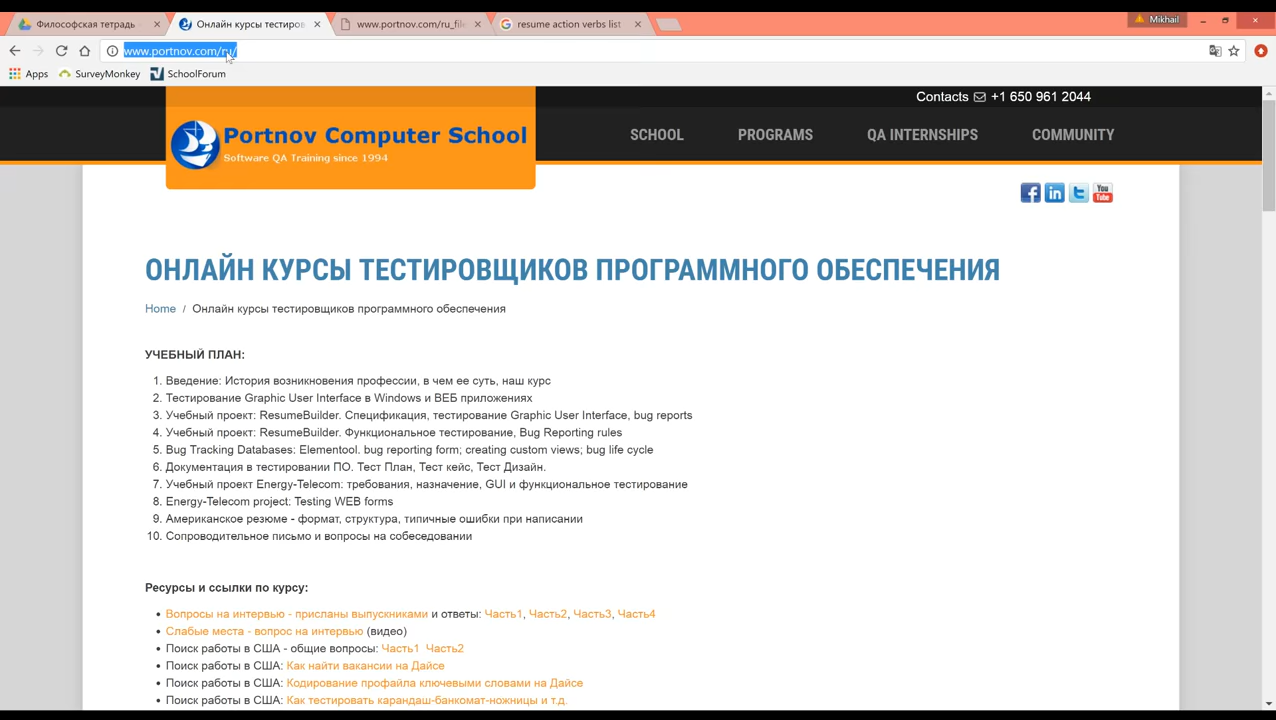 Философская тетрадь
Онлайн курсы тестиров
www.portnov.com/ru_file
resume action verbs list
Mikhail
www.portnov.com/ru/
Apps SurveyMonkey SchoolForum
Contacts +1 650 961 2044
Portnov Computer School
Software QA Training since 1994
SCHOOL PROGRAMS QA INTERNSHIPS COMMUNITY
You Tube
ОНЛАЙН КУРСЫ ТЕСТИРОВЩИКОВ ПРОГРАММНОГО ОБЕСПЕЧЕНИЯ
Home / Онлайн курсы тестировщиков программного обеспечения
УЧЕБНЫЙ ПЛАН:
1. Введение: История возникновения профессии, в чем ее суть, наш курс
2. Тестирование Graphic User Interface в Windows и ВЕБ приложениях
3. Учебный проект: ResumeBuilder. Спецификация, тестирование Graphic User Interface, bug reports
4. Учебный проект: ResumeBuilder. Функциональное тестирование, Bug Reporting rules
5. Bug Tracking Databases: Elementool. bug reporting form; creating custom views; bug life cycle
6. Документация в тестировании ПО. Тест План, Тест кейс, Тест Дизайн.
7. Учебный проект Energy-Telecom: требования, назначение, GUI и функциональное тестирование
8. Energy-Telecom project: Testing WEB forms
9. Американское резюме - формат, структура, типичные ошибки при написании
10. Сопроводительное письмо и вопросы на собеседовании
Ресурсы и ссылки по курсу:
• Вопросы на интервью - присланы выпускниками и ответы: Часть1, Часть2, Часть3, Часть4
• Слабые места - вопрос на интервью (видео)
• Поиск работы в США - общие вопросы: Часть1 Часть2
• Поиск работы в США: Как найти вакансии на Дайсе
• Поиск работы в США: Кодирование профайла ключевыми словами на Дайсе
• Поиск работы в США: Как тестировать карандаш-банкомат-ножницы и т.д.